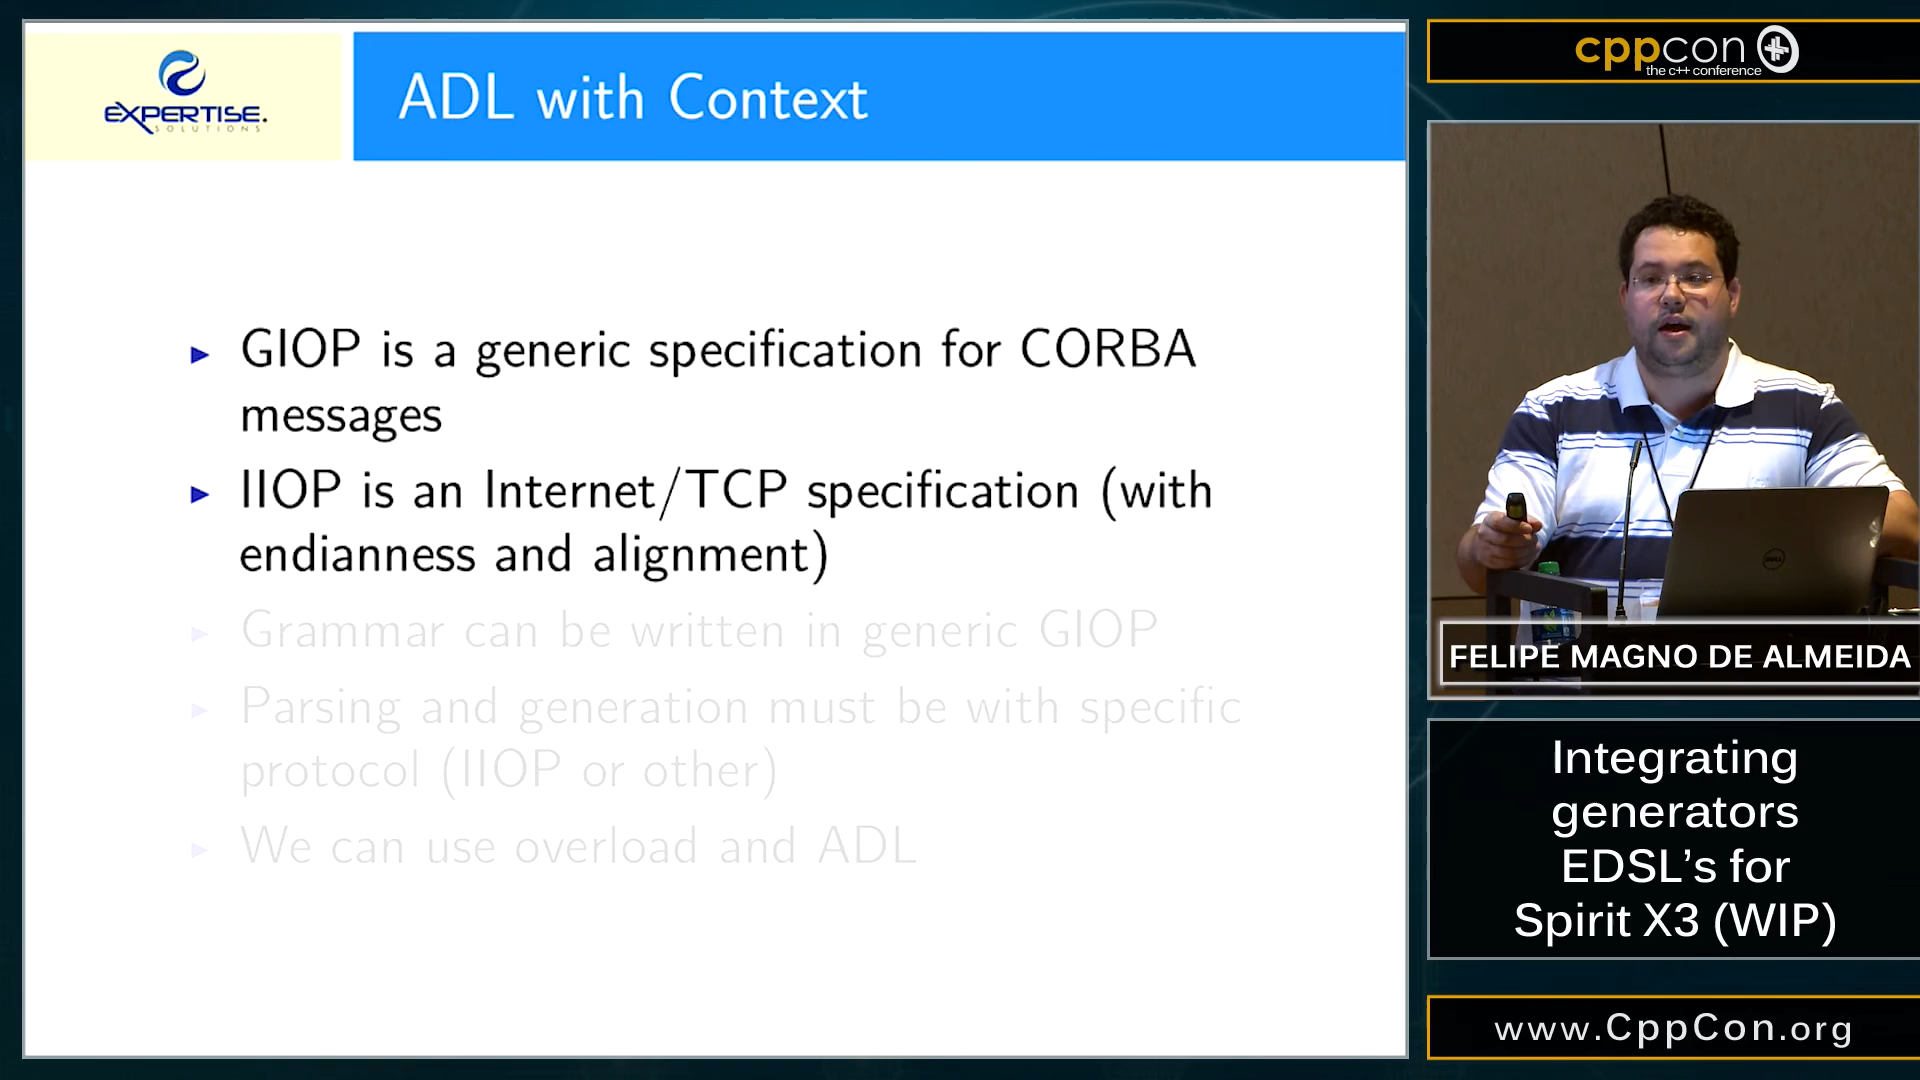 EXPERTISE.
SOLUTIONS
ADL with Context
GIOP is a generic specification for CORBA
messages
IIOP is an Internet/TCP specification (with
endianness and alignment)
Grammar can be written in generic GIOP
Parsing and generation must be with specific
protocol (IIOP or other)
We can use overload and ADL
cppcon
the c++ conference
DELL
FELIPE MAGNO DE ALMEIDA
Integrating
generators
EDSL’s for
Spirit X3 (WIP)
www.CppCon.org